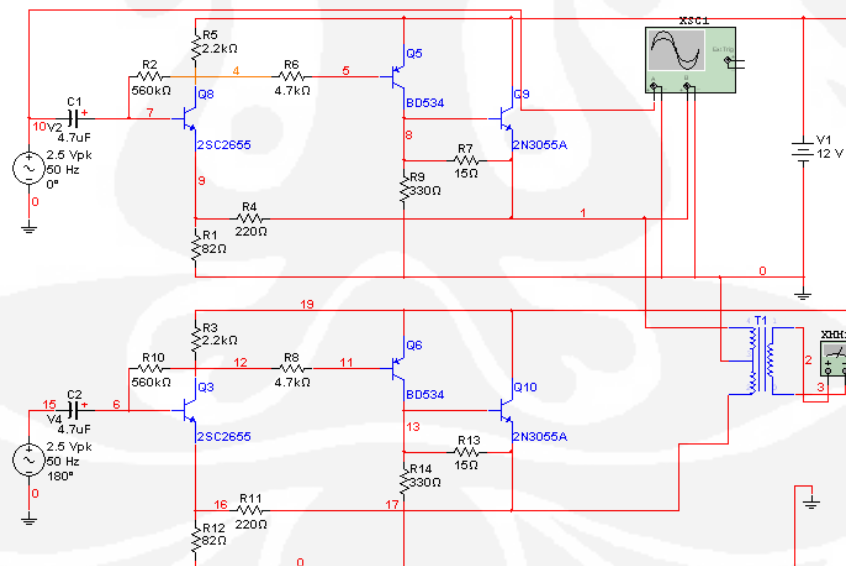 XSC1
Ext Trig
A
B
R5
2.2kΩ
R2
560kΩ
4
R6
4.7kΩ
5
Q5
BD534
C1
+
4.7uF
10
7
Q8
2SC2655
Q9
2N3055A
V2
2.5 Vpk
50 Hz
0°
0
8
R7
15Ω
R9
330Ω
9
R4
220Ω
1
R1
82Ω
0
V1
12 V
19
R3
2.2kΩ
R10
560kΩ
12
R8
4.7kΩ
11
Q6
BD534
T1
2
3
C2
+
4.7uF
15
6
Q3
2SC2655
Q10
2N3055A
V4
2.5 Vpk
50 Hz
180°
0
13
R13
15Ω
R14
330Ω
16
R11
220Ω
17
R12
82Ω
0